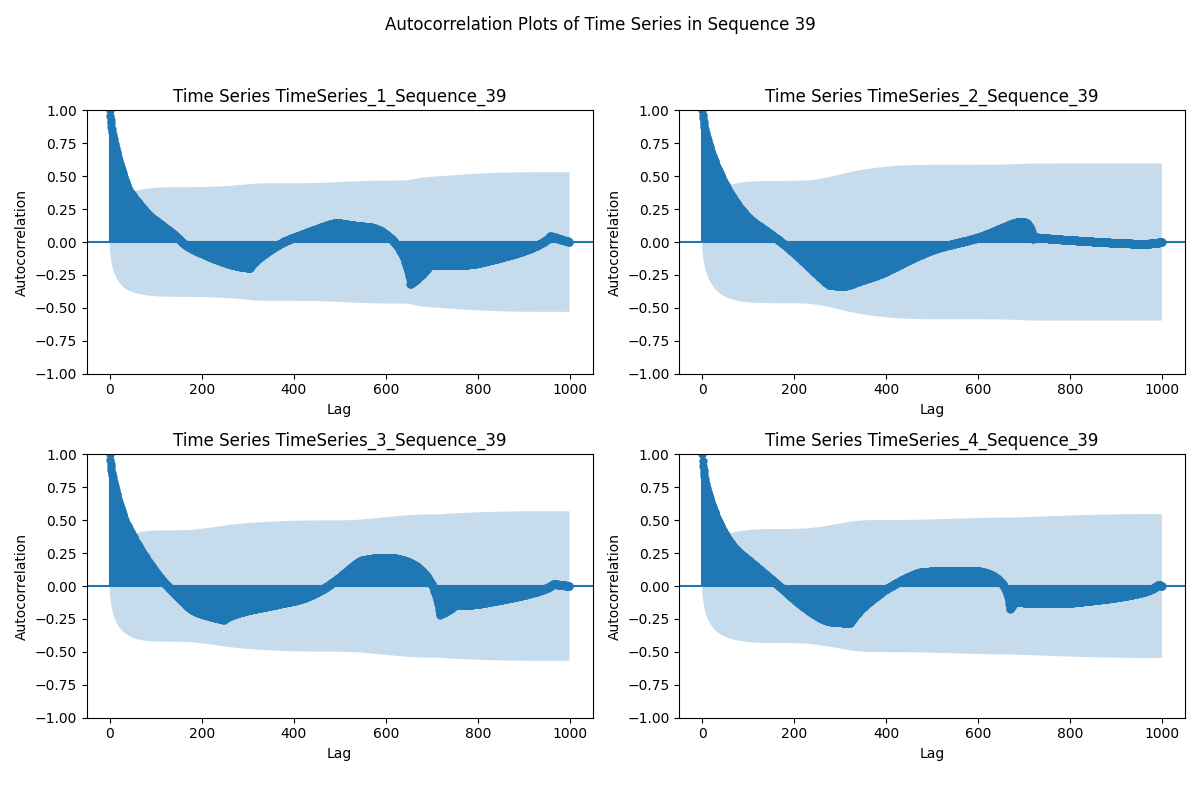 Autocorrelation Plots of Time Series in Sequence 39
Time Series TimeSeries_1_Sequence_39
1.00
0.75
0.50
0.25
0.00
−0.25
−0.50
−0.75
−1.00
Autocorrelation
0 200 400 600 800 1000
Lag
Time Series TimeSeries_2_Sequence_39
1.00
0.75
0.50
0.25
0.00
−0.25
−0.50
−0.75
−1.00
Autocorrelation
0 200 400 600 800 1000
Lag
Time Series TimeSeries_3_Sequence_39
1.00
0.75
0.50
0.25
0.00
−0.25
−0.50
−0.75
−1.00
Autocorrelation
0 200 400 600 800 1000
Lag
Time Series TimeSeries_4_Sequence_39
1.00
0.75
0.50
0.25
0.00
−0.25
−0.50
−0.75
−1.00
Autocorrelation
0 200 400 600 800 1000
Lag